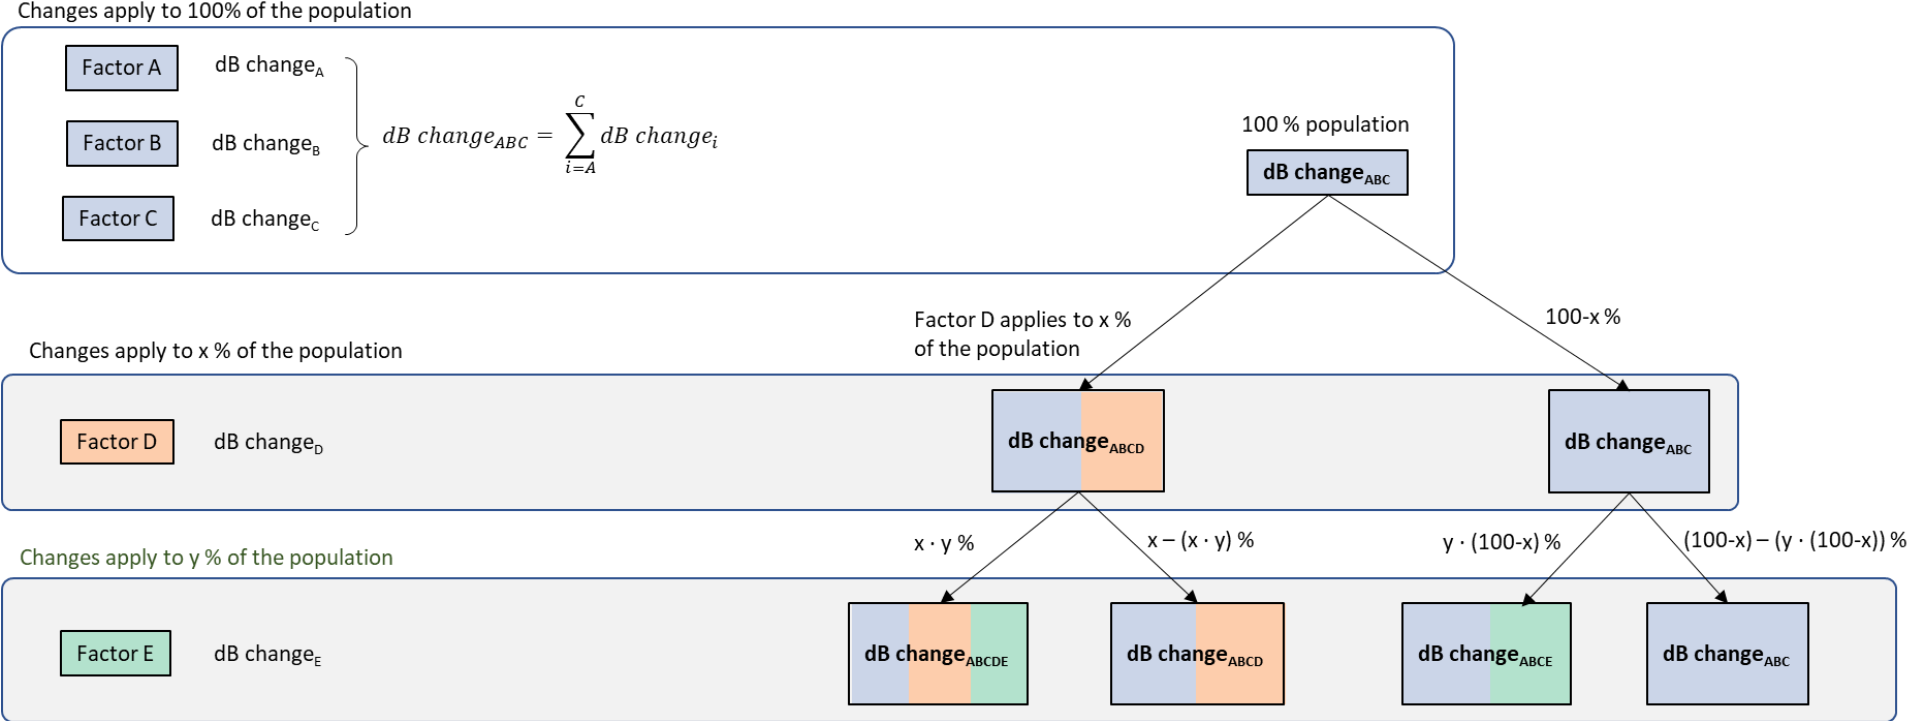 Changes apply to 100% of the population
Factor A dB changeA
Factor B dB changeB
Factor C dB changeC
dB changeABC = C∑i=A dB changei
100 % population
dB changeABC
Factor D applies to x %
of the population
100-x %
Changes apply to x % of the population
Factor D dB changeD
dB changeABCD
dB changeABC
x · y %
x – (x · y) %
y · (100-x) %
(100-x) – (y · (100-x)) %
Changes apply to y % of the population
Factor E dB changeE
dB changeABCDE
dB changeABCD
dB changeABCE
dB changeABC